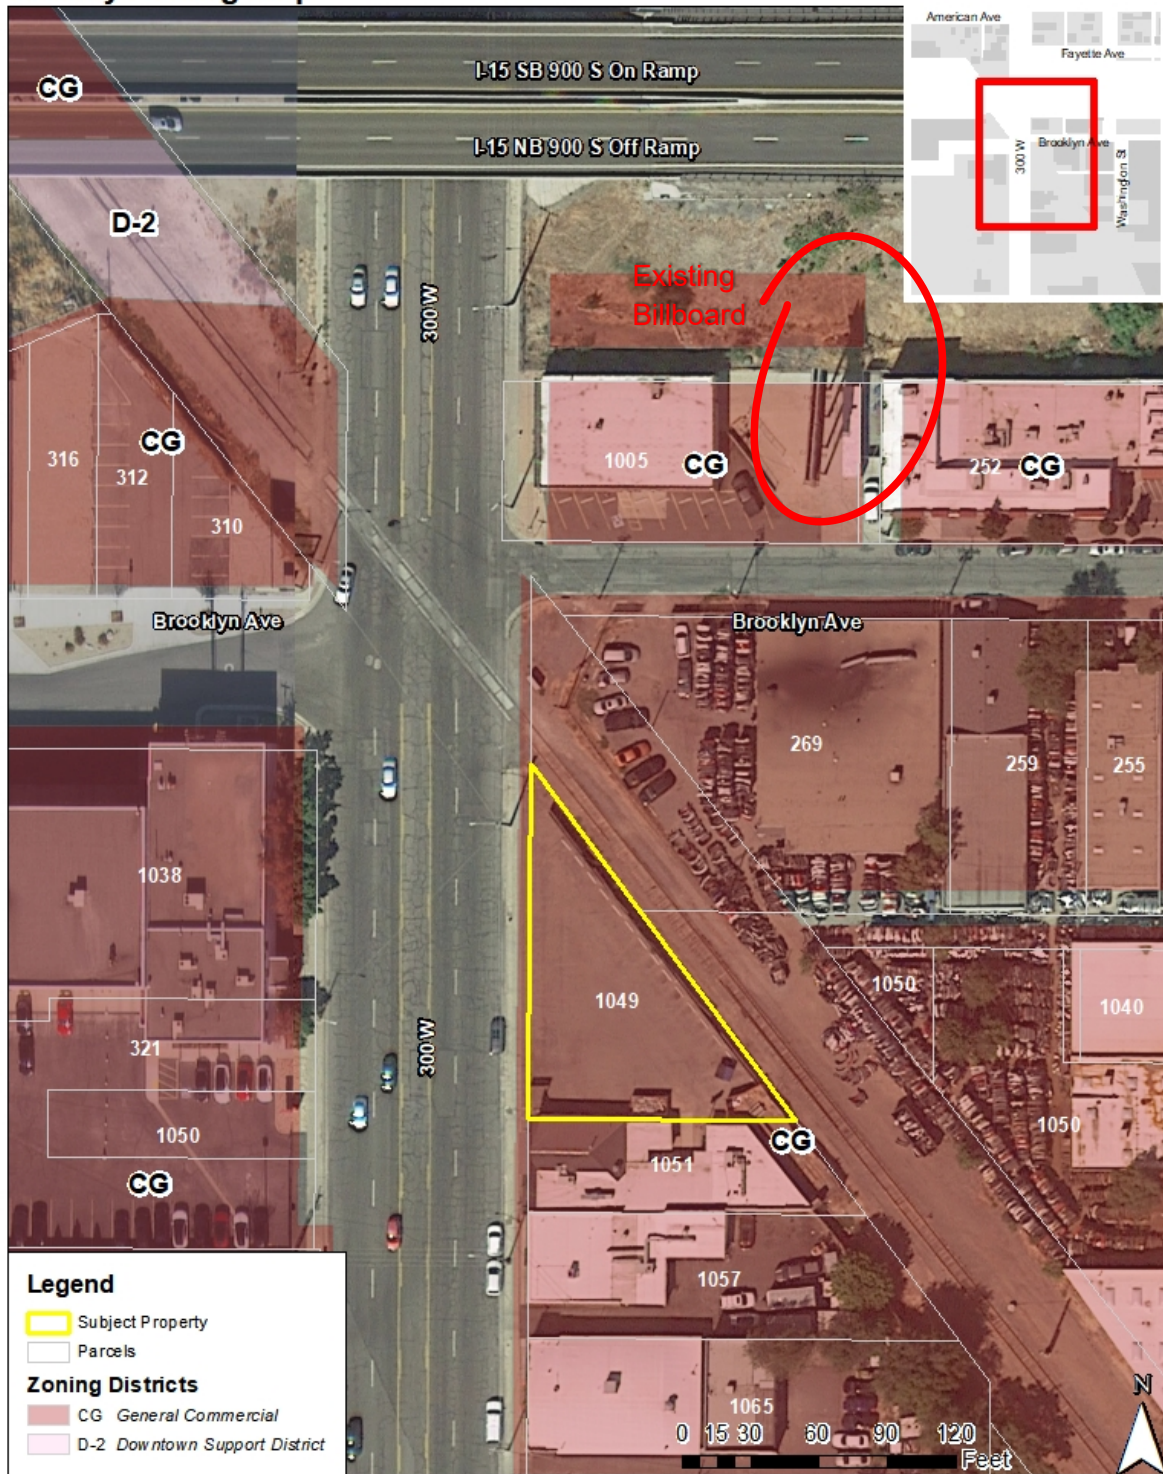 American Ave
Fayette Ave
Brooklyn Ave
300 W
Washington St
I-15 SB 900 S On Ramp
CG
I-15 NB 900 S Off Ramp
D-2
Existing
Billboard
300 W
CG
316
312
310
1005
CG
252
CG
Brooklyn Ave
Brooklyn Ave
269
259
255
1038
1049
1050
1040
321
300 W
1050
1050
CG
1051
CG
1057
1065
Legend
Subject Property
Parcels
Zoning Districts
CG General Commercial
D-2 Downtown Support District
0 15 30 60 90 120
Feet
N